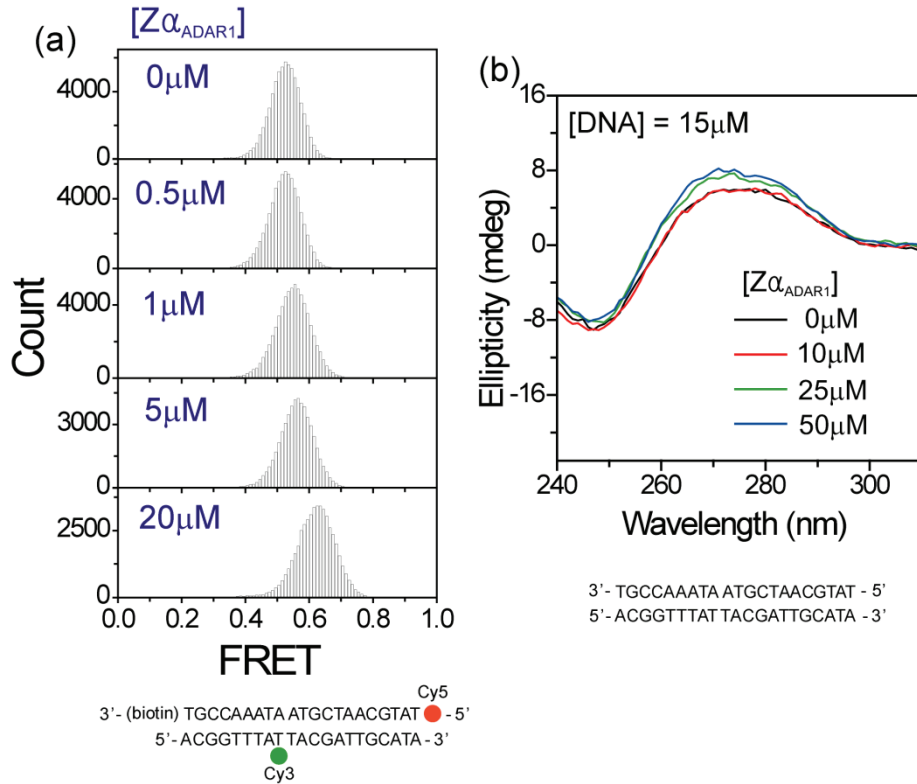 [ZαADAR1]
(a)
0μM
4000
0
0.5μM
4000
0
1μM
4000
0
5μM
3000
0
20μM
2500
0
Count
0.0 0.2 0.4 0.6 0.8 1.0
FRET
Cy5
3'- (biotin) TGCCAAATA ATGCTAACGTAT - 5'
5'- ACGGTTTAT TACGATTGCATA - 3'
Cy3
(b)
16
8
0
-8
-16
Ellipticity (mdeg)
[DNA] = 15μM
[ZαADAR1]
0μM
10μM
25μM
50μM
240 260 280 300
Wavelength (nm)
3'- TGCCAAATA ATGCTAACGTAT - 5'
5'- ACGGTTTAT TACGATTGCATA - 3'